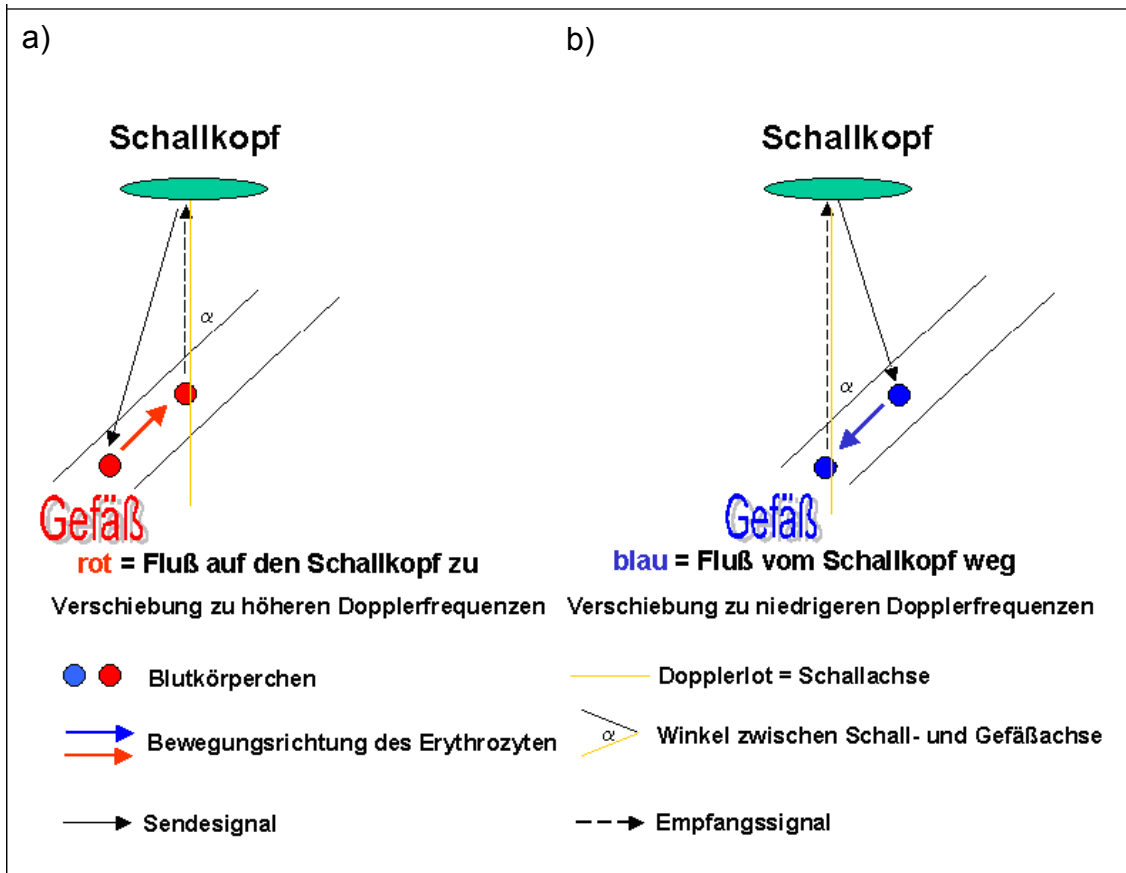 a)
b)
Schallkopf
Schallkopf
α
α
Gefäß
Gefäß
rot = Fluß auf den Schallkopf zu
blau = Fluß vom Schallkopf weg
Verschiebung zu höheren Dopplerfrequenzen
Verschiebung zu niedrigeren Dopplerfrequenzen
Blutkörperchen
Dopplerlot = Schallachse
Bewegungsrichtung des Erythrozyten
α
Winkel zwischen Schall- und Gefäßachse
Sendesignal
Empfangssignal